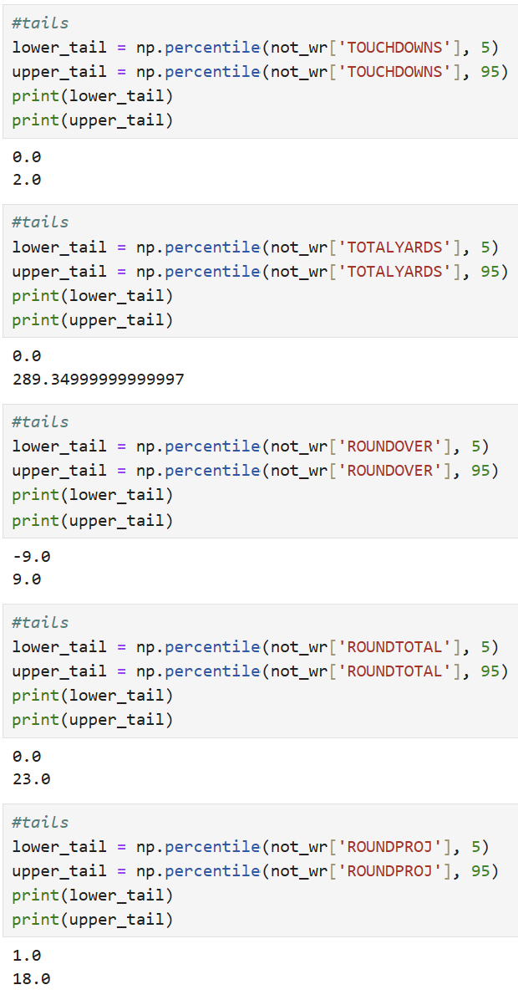 #tails
lower_tail = np.percentile(not_wr['TOUCHDOWNS'], 5)
upper_tail = np.percentile(not_wr['TOUCHDOWNS'], 95)
print(lower_tail)
print(upper_tail)
0.0
2.0
#tails
lower_tail = np.percentile(not_wr['TOTALYARDS'], 5)
upper_tail = np.percentile(not_wr['TOTALYARDS'], 95)
print(lower_tail)
print(upper_tail)
0.0
289.34999999999997
#tails
lower_tail = np.percentile(not_wr['ROUNDOVER'], 5)
upper_tail = np.percentile(not_wr['ROUNDOVER'], 95)
print(lower_tail)
print(upper_tail)
-9.0
9.0
#tails
lower_tail = np.percentile(not_wr['ROUNDTOTAL'], 5)
upper_tail = np.percentile(not_wr['ROUNDTOTAL'], 95)
print(lower_tail)
print(upper_tail)
0.0
23.0
#tails
lower_tail = np.percentile(not_wr['ROUNDPROJ'], 5)
upper_tail = np.percentile(not_wr['ROUNDPROJ'], 95)
print(lower_tail)
print(upper_tail)
1.0
18.0